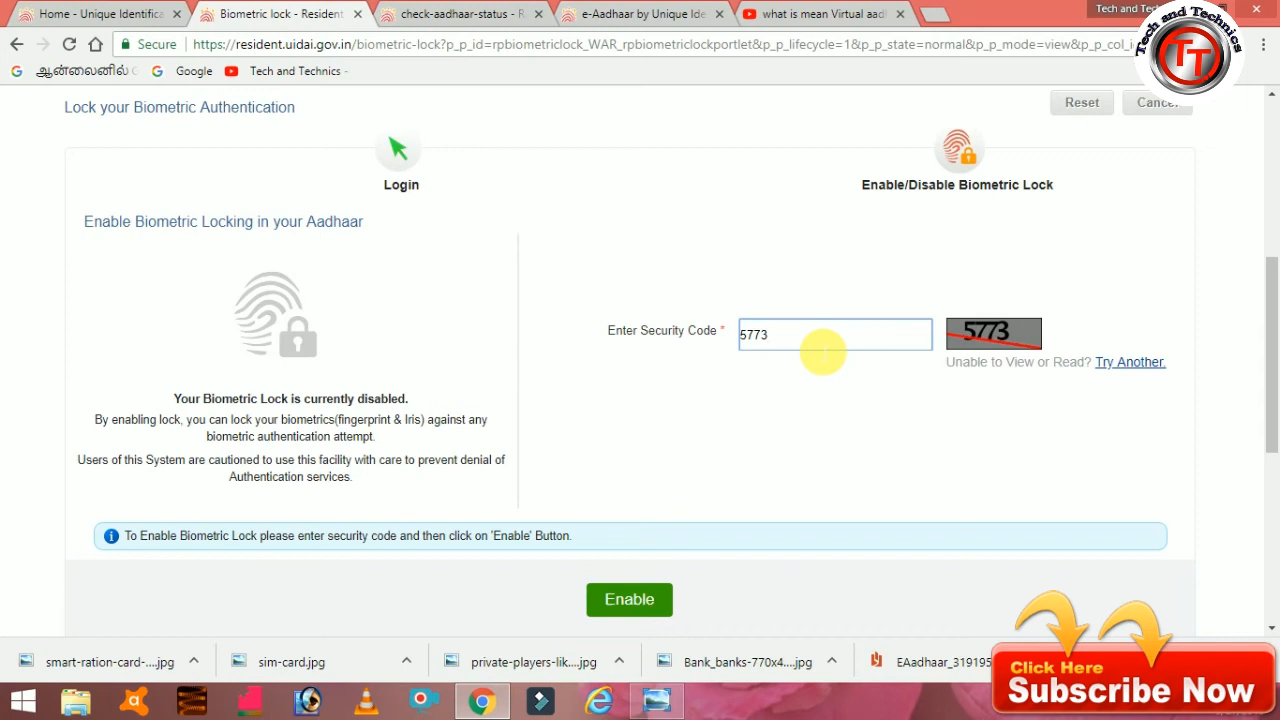 Home - Unique Identifica
Biometric lock - Resident
check-aadhaar-status - R
e-Aadhaar by Unique Ide
what is mean Virtual aad
Tech and Tec
Secure
https://resident.uidai.gov.in/biometric-lock?p_p_id=
biometriclock_WAR_rpbiometriclockportlet&p_p_lifecycle=1&p_p_state=normal&p_p_mode=view&p_p_col_i
Tech and Technics
TT
ஆன்லைனில்
Google
Tech and Technics -
Lock your Biometric Authentication
Reset
Cancel
Login
Enable/Disable Biometric Lock
Enable Biometric Locking in your Aadhaar
Enter Security Code *
5773
5773
Unable to View or Read? Try Another.
Your Biometric Lock is currently disabled.
By enabling lock, you can lock your biometrics(fingerprint & Iris) against any
biometric authentication attempt.
Users of this System are cautioned to use this facility with care to prevent denial of
Authentication services.
To Enable Biometric Lock please enter security code and then click on 'Enable' Button.
Enable
smart-ration-card-....jpg
sim-card.jpg
private-players-lik....jpg
Bank_banks-770x4....jpg
EAadhaar_319195
Click Here
Subscribe Now